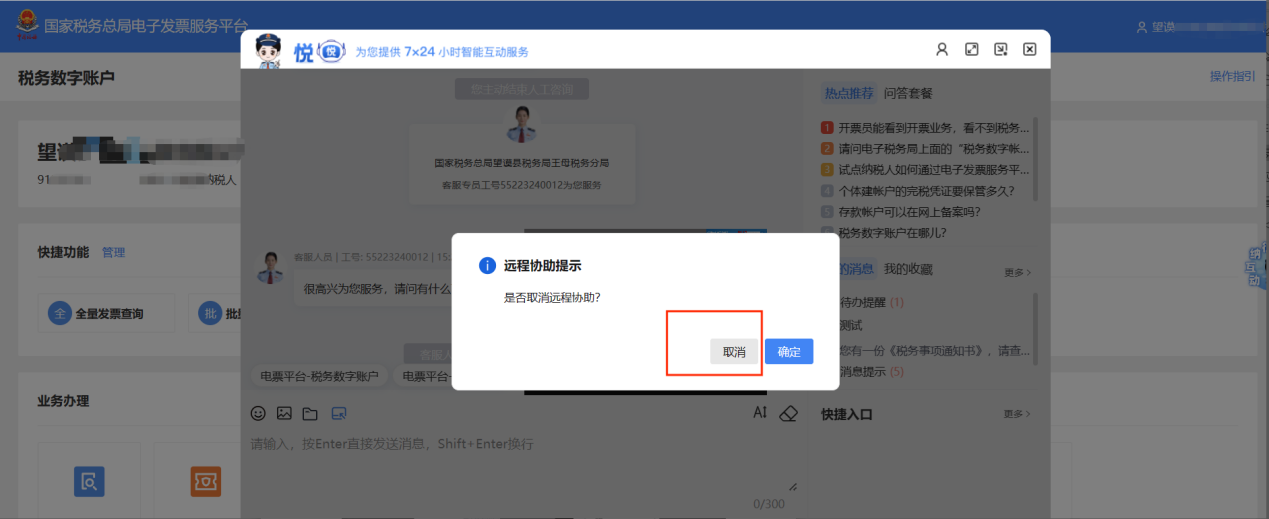 国家税务总局电子发票服务平台
望谟
悦 悦 为您提供 7×24 小时智能互动服务
税务数字账户
操作指引
您主动结束人工咨询
国家税务总局望谟县税务局王母税务分局
客服专员工号55223240012为您服务
热点推荐 问答套餐
1 开票员能看到开票业务，看不到税务...
2 请问电子税务局上面的“税务数字帐...
3 试点纳税人如何通过电子发票服务平...
4 个体建帐户的完税凭证要保管多久?
5 存款帐户可以在网上备案吗?
税务数字账户在哪儿?
91
纳税人
快捷功能 管理
客服人员 | 工号: 55223240012 | 15:
很高兴为您服务，请问有什么
的消息 我的收藏 更多 >
远程协助提示
是否取消远程协助?
取消 确定
待办提醒 (1)
测试
您有一份《税务事项通知书》，请查...
消息提示 (5)
全 全量发票查询
批 批
客服人
电票平台-税务数字账户
电票平台-
纳
互
动
业务办理
快捷入口 更多 >
请输入，按Enter直接发送消息，Shift+Enter换行
0/300